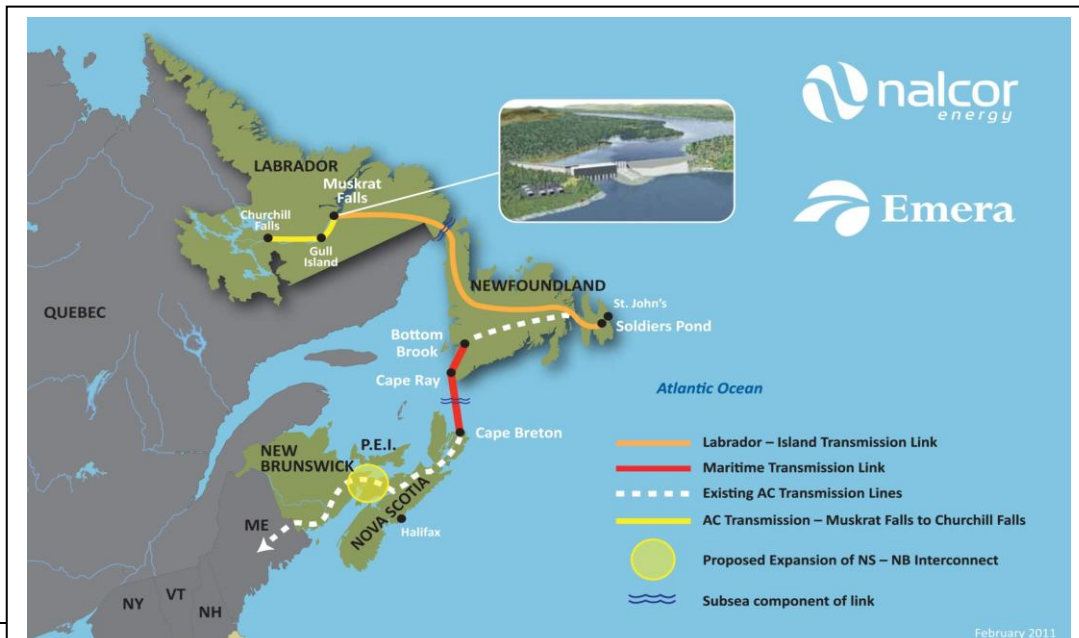 nalcor
energy
Emera
LABRADOR
Muskrat
Falls
Churchill
Falls
Gull
Island
QUEBEC
NEWFOUNDLAND
St. John's
Soldiers Pond
Bottom
Brook
Cape Ray
Cape Breton
P.E.I.
NEW
BRUNSWICK
NOVA SCOTIA
Halifax
ME
NY
VT
NH
Atlantic Ocean
Labrador – Island Transmission Link
Maritime Transmission Link
Existing AC Transmission Lines
AC Transmission – Muskrat Falls to Churchill Falls
Proposed Expansion of NS – NB Interconnect
Subsea component of link
February 2011